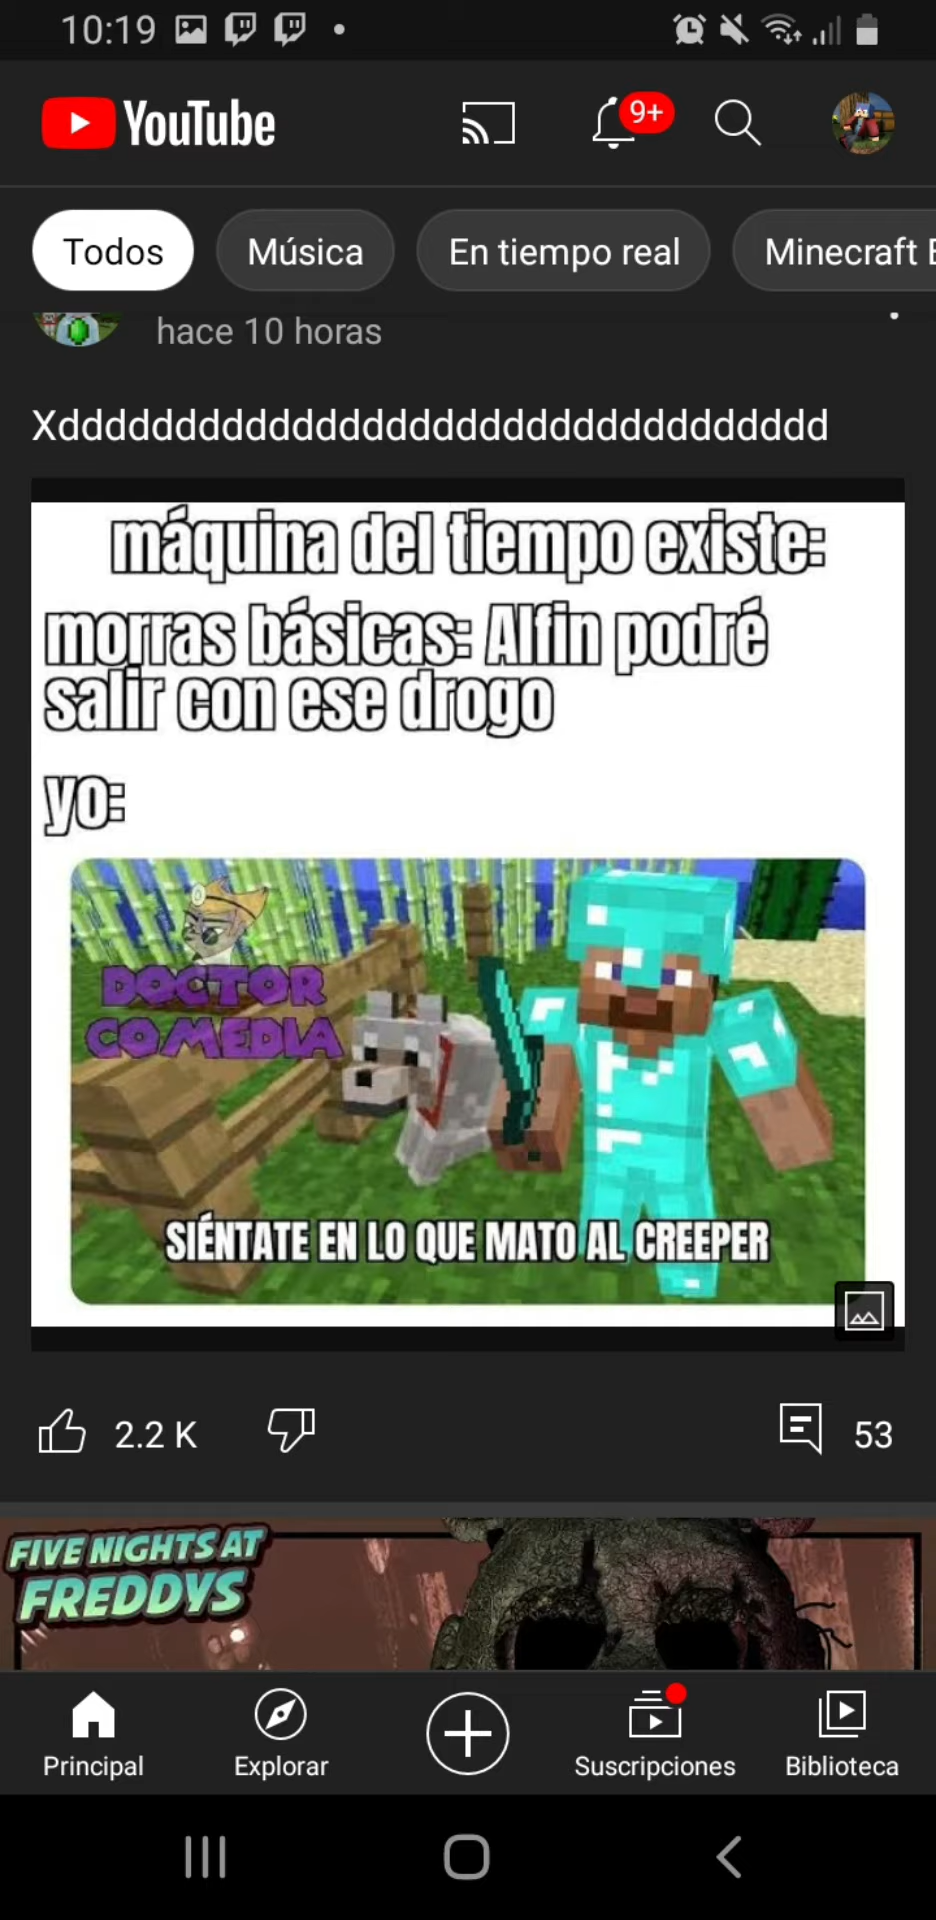 10:19
YouTube
9+
Todos
Música
En tiempo real
Minecraft E
hace 10 horas
Xddddddddddddddddddddddddddddddddd
máquina del tiempo existe:
morras básicas: Alfin podré
salir con ese drogo
yo:
DOCTOR
COMEDIA
SIÉNTATE EN LO QUE MATO AL CREEPER
2.2 K
53
FIVE NIGHTS AT
FREDDYS
Principal
Explorar
Suscripciones
Biblioteca